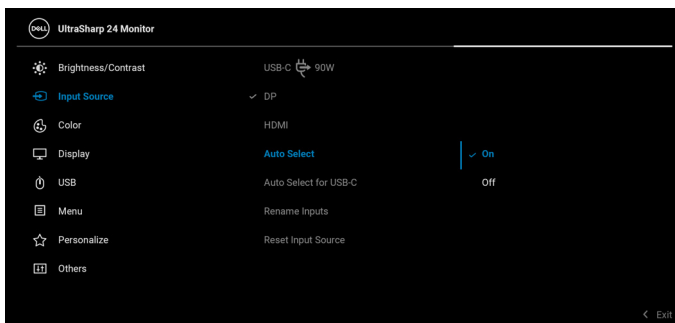 DELL UltraSharp 24 Monitor
Brightness/Contrast USB-C 90W
Input Source DP
Color HDMI
Display Auto Select On
USB Auto Select for USB-C Off
Menu Rename Inputs
Personalize Reset Input Source
Others
Exit